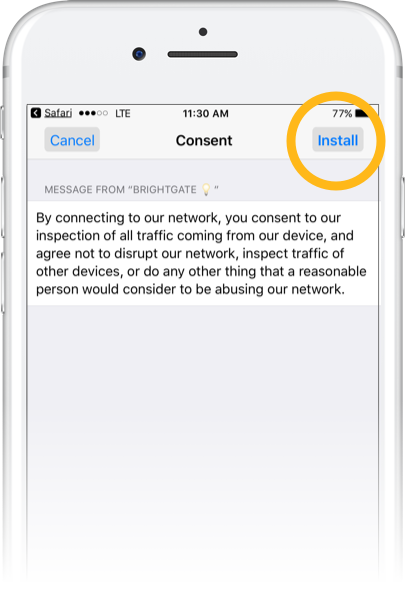 Safari ●●●○○ LTE 11:30 AM 77%
Cancel Consent Install
MESSAGE FROM "BRIGHTGATE 💡"
By connecting to our network, you consent to our
inspection of all traffic coming from our device, and
agree not to disrupt our network, inspect traffic of
other devices, or do any other thing that a reasonable
person would consider to be abusing our network.